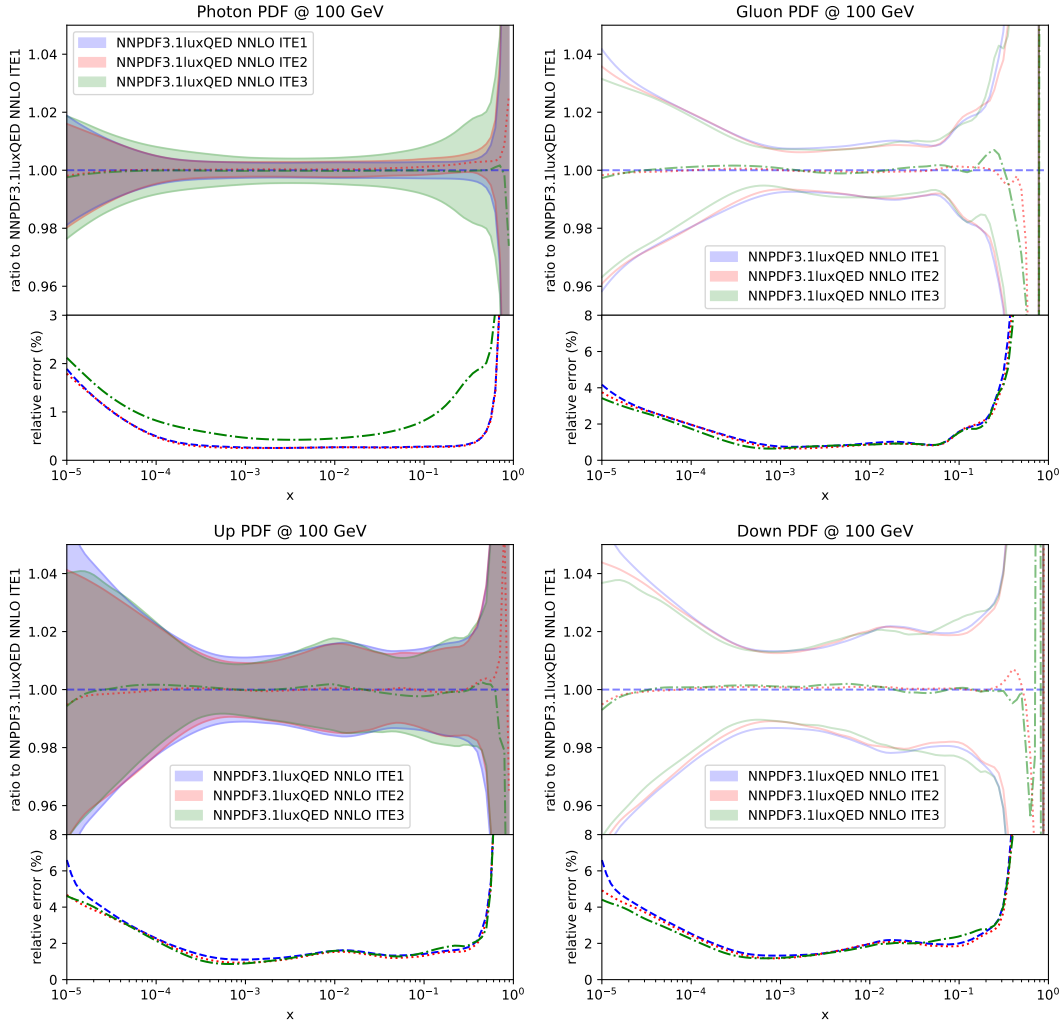 Photon PDF @ 100 GeV
ratio to NNPDF3.1luxQED NNLO ITE1
1.04
1.02
1.00
0.98
0.96
NNPDF3.1luxQED NNLO ITE1
NNPDF3.1luxQED NNLO ITE2
NNPDF3.1luxQED NNLO ITE3
relative error (%)
3
2
1
0
10⁻⁵ 10⁻⁴ 10⁻³ 10⁻² 10⁻¹ 10⁰
x
Gluon PDF @ 100 GeV
ratio to NNPDF3.1luxQED NNLO ITE1
1.04
1.02
1.00
0.98
0.96
NNPDF3.1luxQED NNLO ITE1
NNPDF3.1luxQED NNLO ITE2
NNPDF3.1luxQED NNLO ITE3
relative error (%)
8
6
4
2
0
10⁻⁵ 10⁻⁴ 10⁻³ 10⁻² 10⁻¹ 10⁰
x
Up PDF @ 100 GeV
ratio to NNPDF3.1luxQED NNLO ITE1
1.04
1.02
1.00
0.98
0.96
NNPDF3.1luxQED NNLO ITE1
NNPDF3.1luxQED NNLO ITE2
NNPDF3.1luxQED NNLO ITE3
relative error (%)
8
6
4
2
0
10⁻⁵ 10⁻⁴ 10⁻³ 10⁻² 10⁻¹ 10⁰
x
Down PDF @ 100 GeV
ratio to NNPDF3.1luxQED NNLO ITE1
1.04
1.02
1.00
0.98
0.96
NNPDF3.1luxQED NNLO ITE1
NNPDF3.1luxQED NNLO ITE2
NNPDF3.1luxQED NNLO ITE3
relative error (%)
8
6
4
2
0
10⁻⁵ 10⁻⁴ 10⁻³ 10⁻² 10⁻¹ 10⁰
x